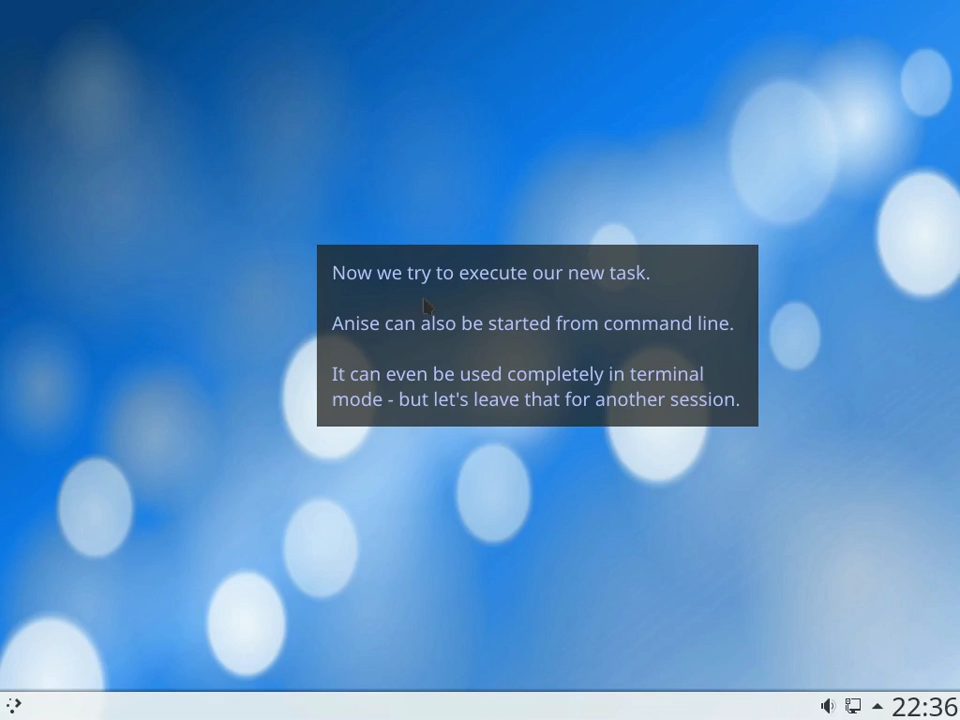 Now we try to execute our new task.
Anise can also be started from command line.
It can even be used completely in terminal
mode - but let's leave that for another session.
22:36